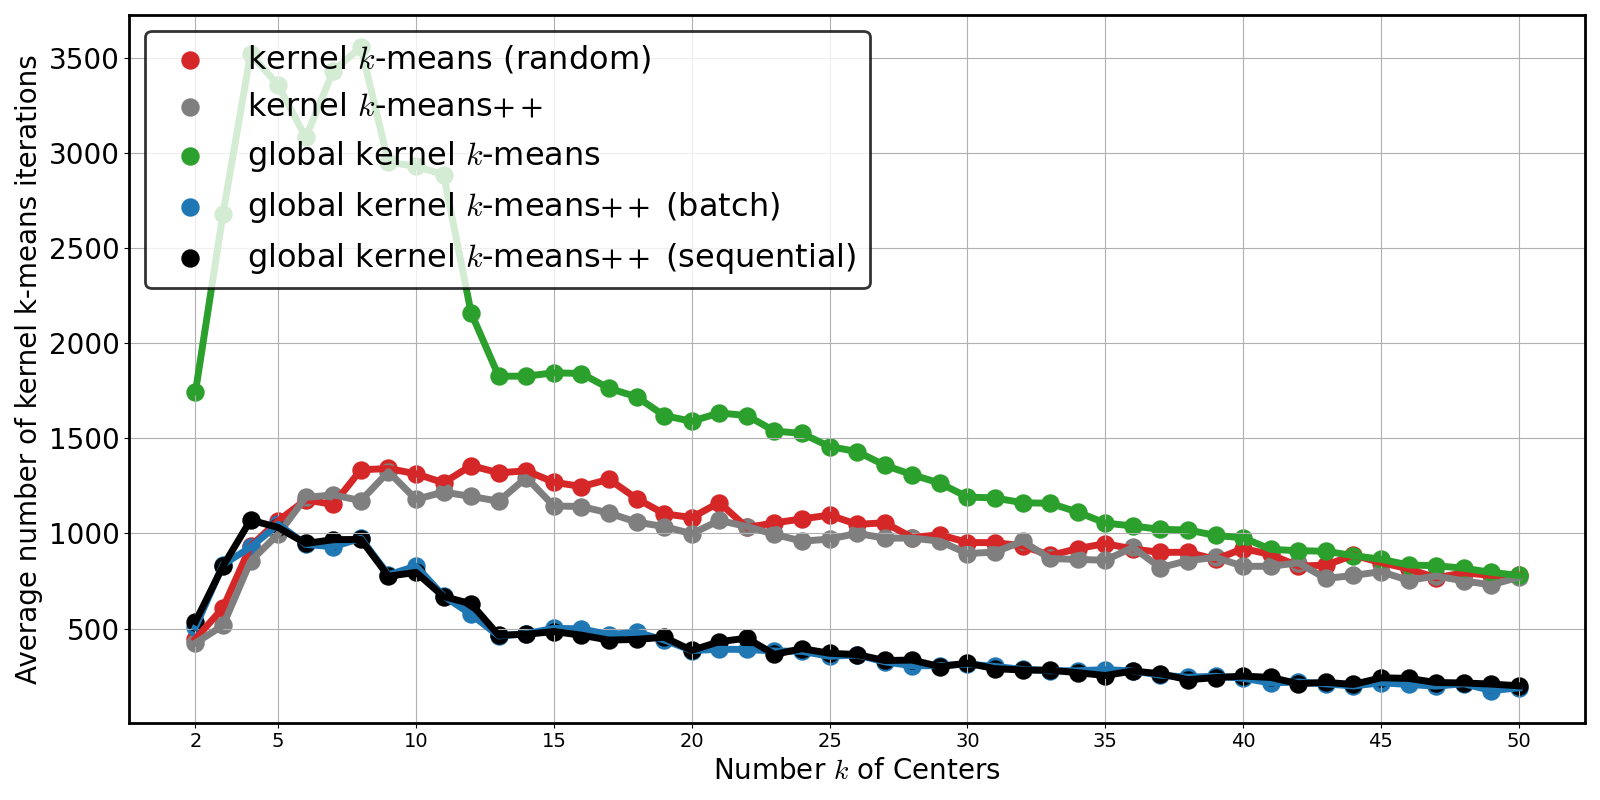 Average number of kernel k-means iterations
3500
3000
2500
2000
1500
1000
500
kernel k-means (random)
kernel k-means++
global kernel k-means
global kernel k-means++ (batch)
global kernel k-means++ (sequential)
2 5 10 15 20 25 30 35 40 45 50
Number k of Centers